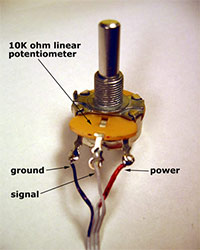 10K ohm linear
potentiometer
ground
power
signal